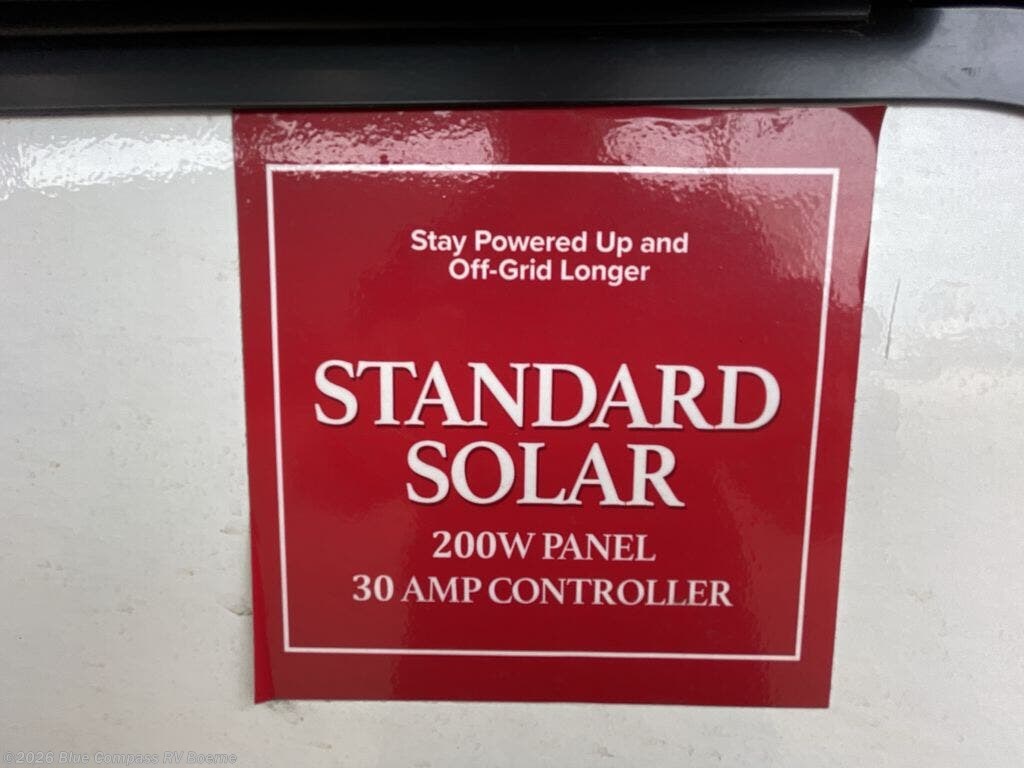 Stay Powered Up and
Off-Grid Longer
STANDARD
SOLAR
200W PANEL
30 AMP CONTROLLER
©2026 Blue Compass RV Boerne